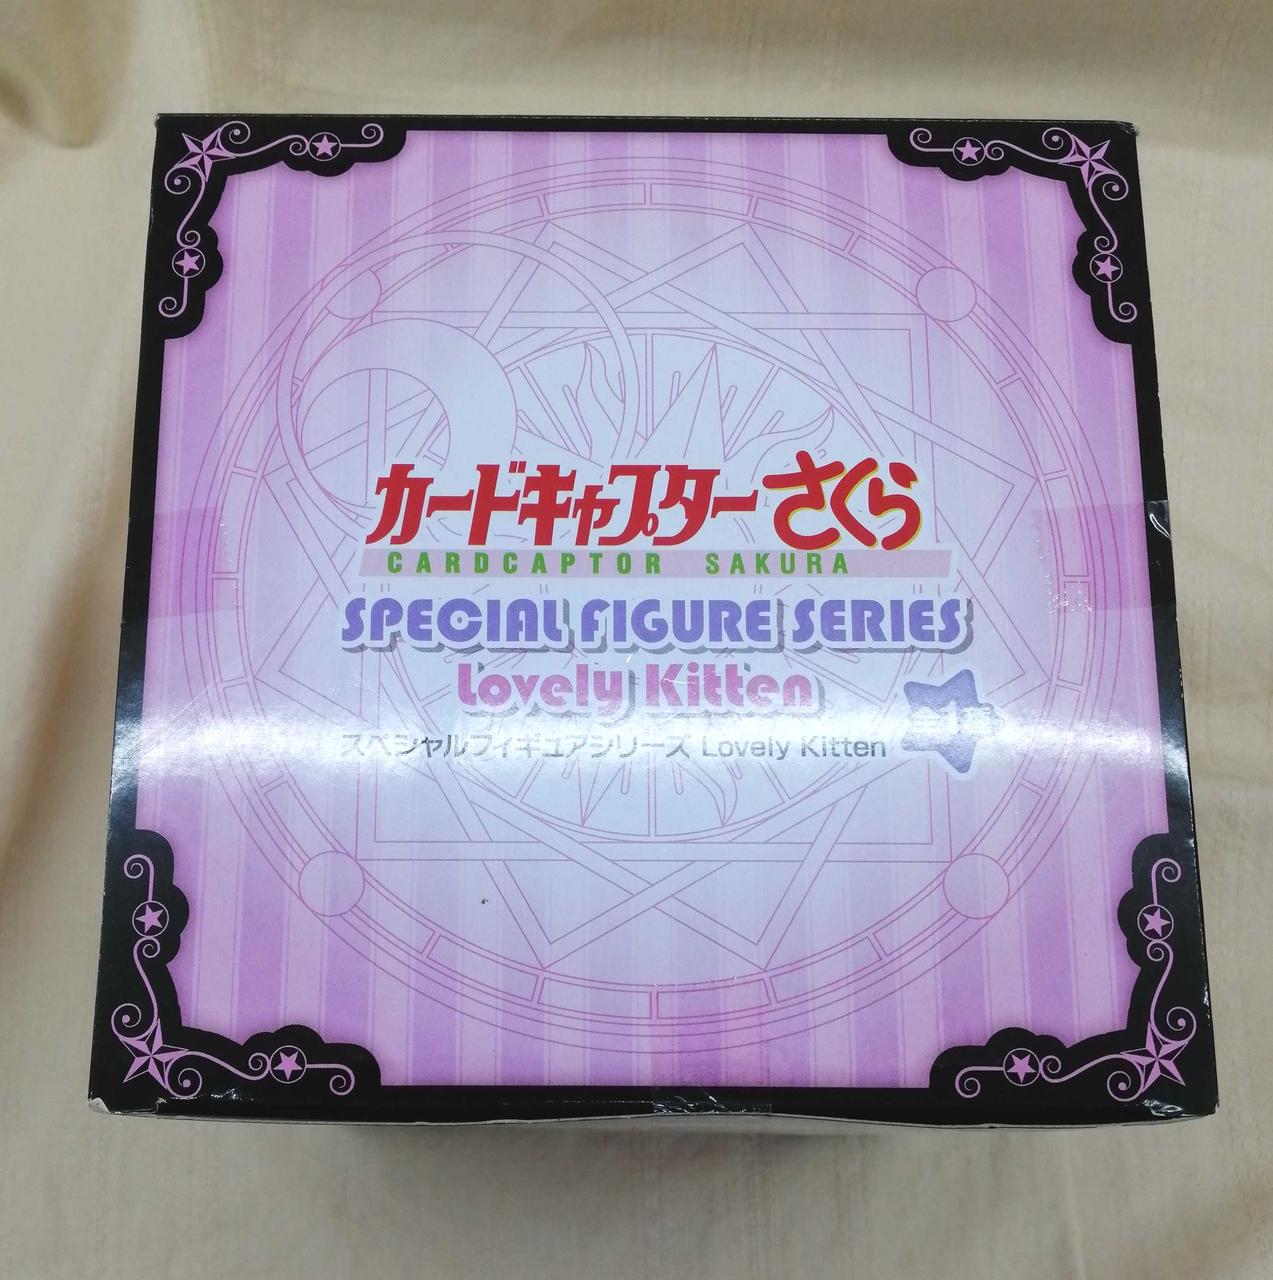 カードキャプターさくら
CARDCAPTOR SAKURA
SPECIAL FIGURE SERIES
Lovely Kitten
スペシャルフィギュアシリーズ Lovely Kitten